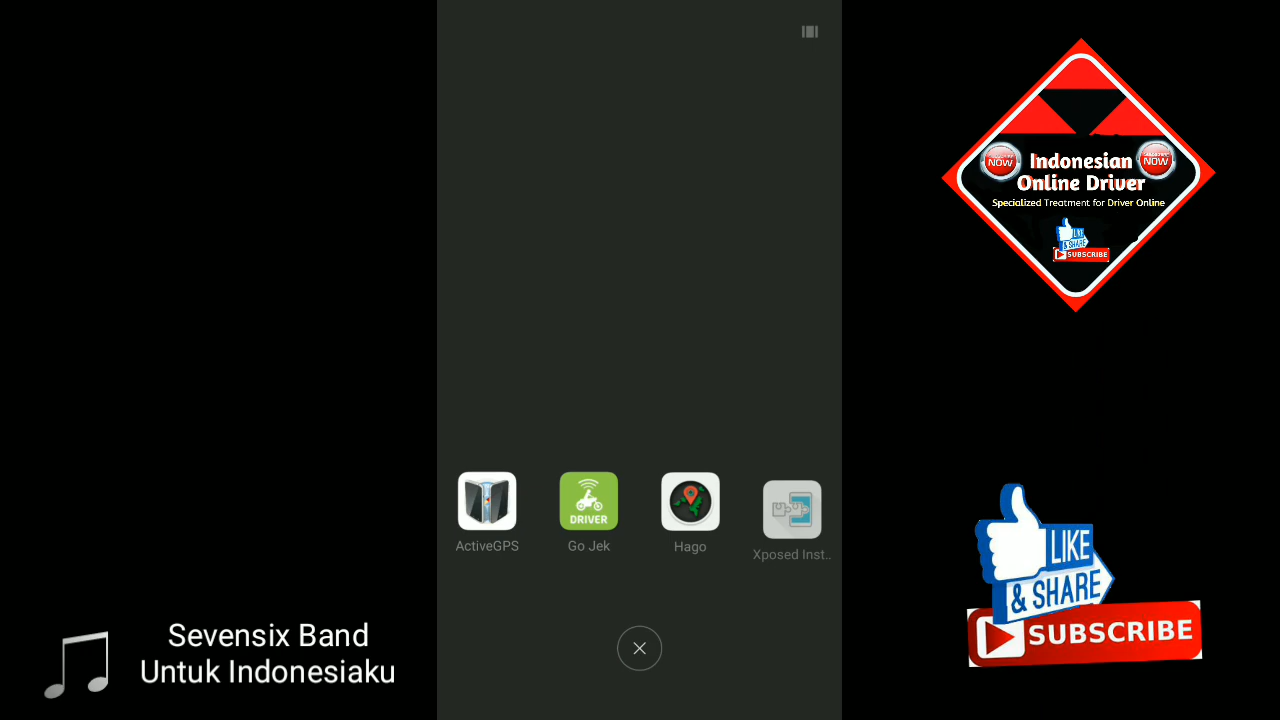 Indonesian
Online Driver
Specialized Treatment for Driver Online
NOW
NOW
LIKE
& SHARE
SUBSCRIBE
DRIVER
ActiveGPS
Go Jek
Hago
Xposed Inst..
LIKE
& SHARE
SUBSCRIBE
Sevensix Band
Untuk Indonesiaku